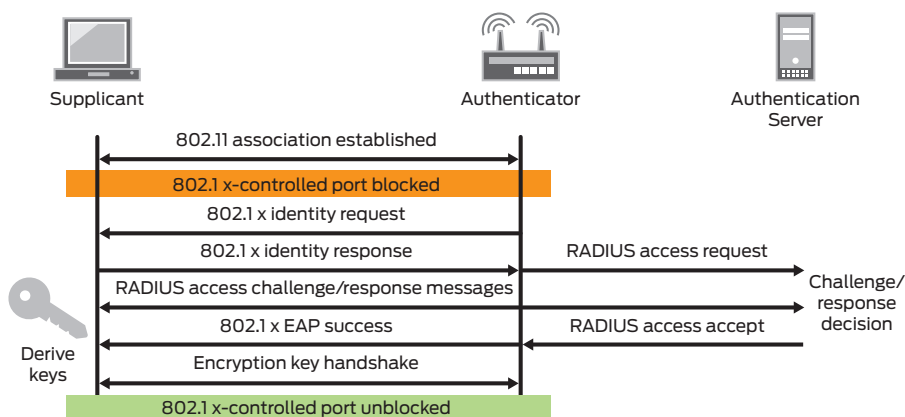 Supplicant
Authenticator
Authentication
Server
802.11 association established
802.1 x-controlled port blocked
802.1 x identity request
802.1 x identity response
RADIUS access request
RADIUS access challenge/response messages
Challenge/
response
decision
802.1 x EAP success
RADIUS access accept
Derive
keys
Encryption key handshake
802.1 x-controlled port unblocked